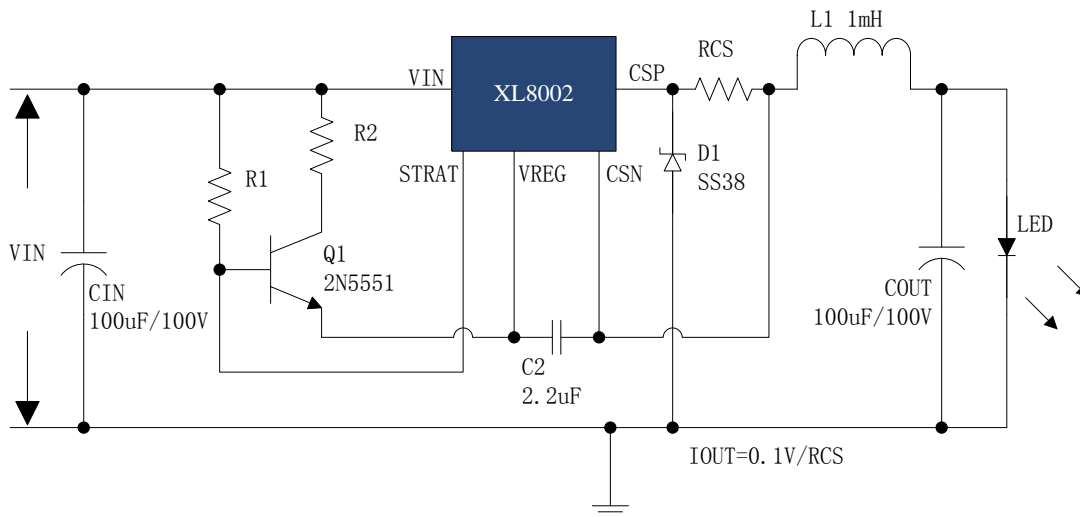 L1 1mH
VIN
XL8002
CSP
RCS
R2
STRAT
VREG
CSN
D1
SS38
R1
VIN
Q1
2N5551
LED
CIN
100uF/100V
COUT
100uF/100V
C2
2.2uF
IOUT=0.1V/RCS